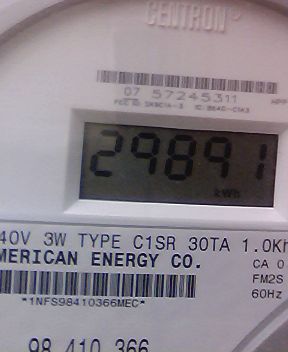 CENTRON
07 57245311
29891
kWh
40V 3W TYPE C1SR 30TA 1.0Kh
MERICAN ENERGY CO.
CA 0
FM2S
60Hz
*1NFS98410366MEC*
98 410 366